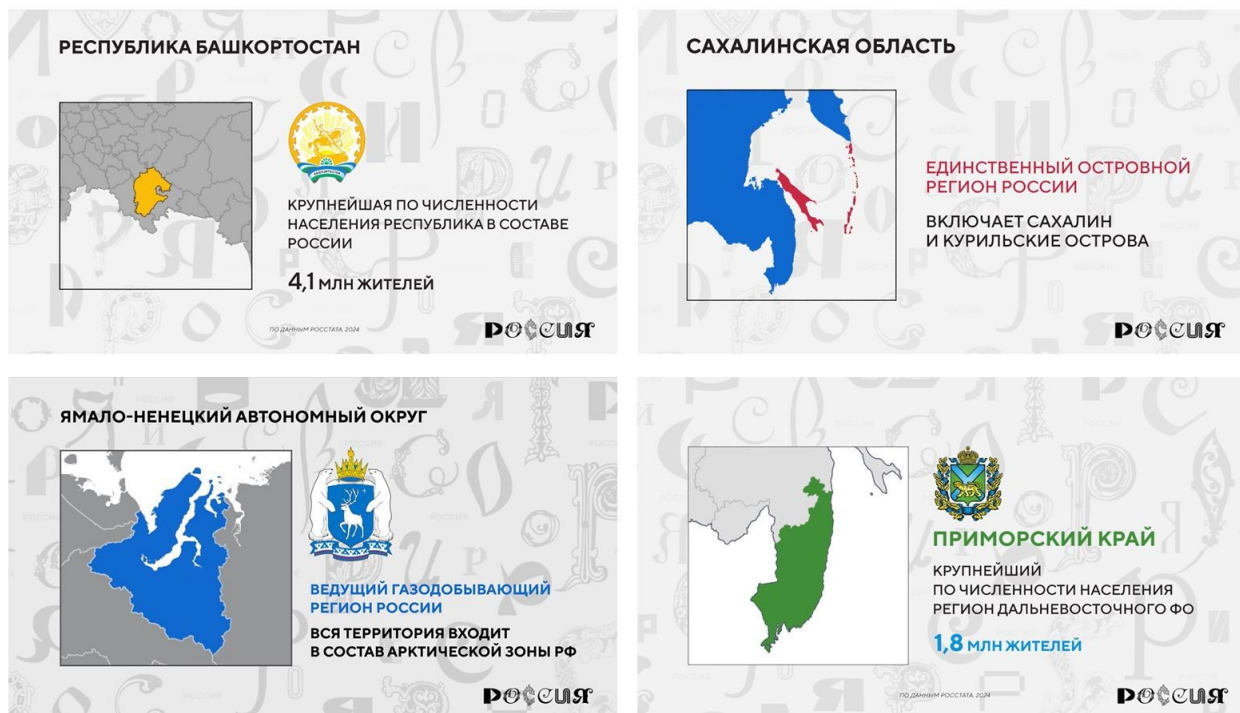 РЕСПУБЛИКА БАШКОРТОСТАН
КРУПНЕЙШАЯ ПО ЧИСЛЕННОСТИ
НАСЕЛЕНИЯ РЕСПУБЛИКА В СОСТАВЕ
РОССИИ
4,1 МЛН ЖИТЕЛЕЙ
ПО ДАННЫМ РОССТАТА, 2024
РОССИЯ
САХАЛИНСКАЯ ОБЛАСТЬ
ЕДИНСТВЕННЫЙ ОСТРОВНОЙ
РЕГИОН РОССИИ
ВКЛЮЧАЕТ САХАЛИН
И КУРИЛЬСКИЕ ОСТРОВА
РОССИЯ
ЯМАЛО-НЕНЕЦКИЙ АВТОНОМНЫЙ ОКРУГ
ВЕДУЩИЙ ГАЗОДОБЫВАЮЩИЙ
РЕГИОН РОССИИ
ВСЯ ТЕРРИТОРИЯ ВХОДИТ
В СОСТАВ АРКТИЧЕСКОЙ ЗОНЫ РФ
РОССИЯ
ПРИМОРСКИЙ КРАЙ
КРУПНЕЙШИЙ
ПО ЧИСЛЕННОСТИ НАСЕЛЕНИЯ
РЕГИОН ДАЛЬНЕВОСТОЧНОГО ФО
1,8 МЛН ЖИТЕЛЕЙ
ПО ДАННЫМ РОССТАТА, 2024
РОССИЯ